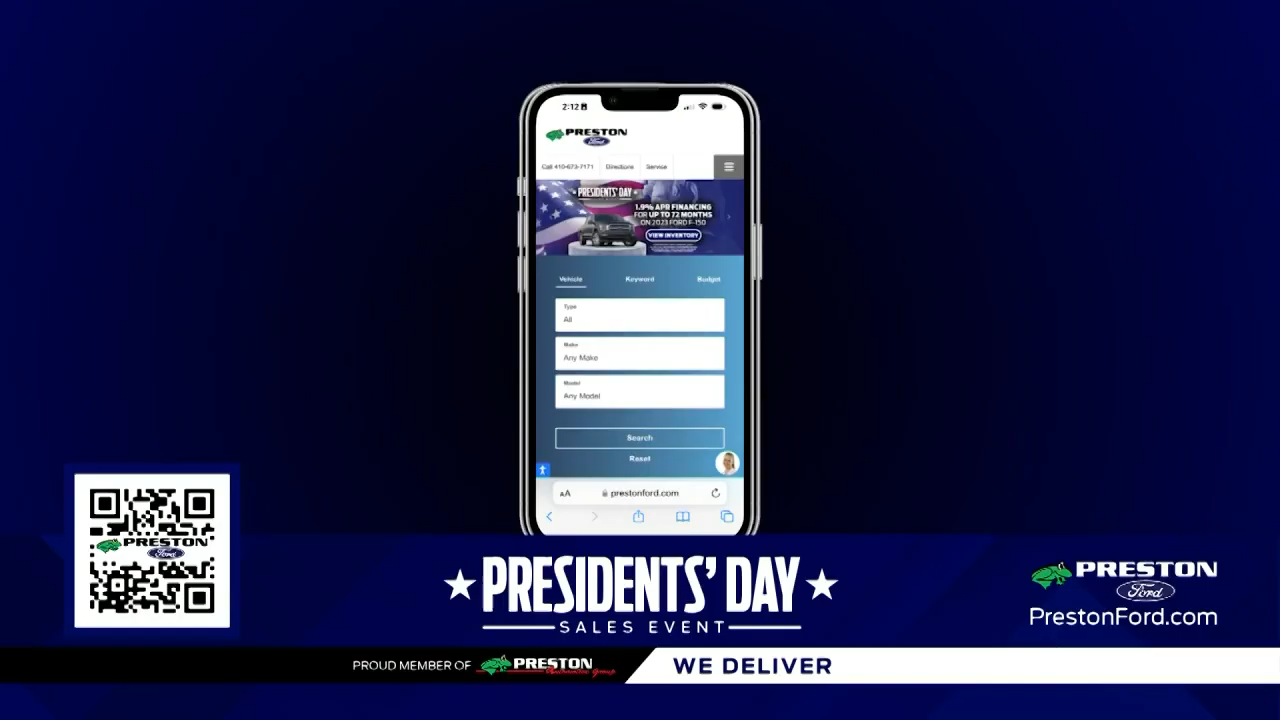 2:12
PRESTON
Ford
Call 410-673-7171
Directions
Service
PRESIDENTS' DAY
1.9% APR FINANCING
FOR UP TO 72 MONTHS
ON 2023 FORD F-150
VIEW INVENTORY
Vehicle
Keyword
Budget
Type
All
Make
Any Make
Model
Any Model
Search
Reset
AA
prestonford.com
PRESTON
Ford
PRESIDENTS' DAY
SALES EVENT
PRESTON
Ford
PrestonFord.com
PROUD MEMBER OF PRESTON
Automotive Group
WE DELIVER